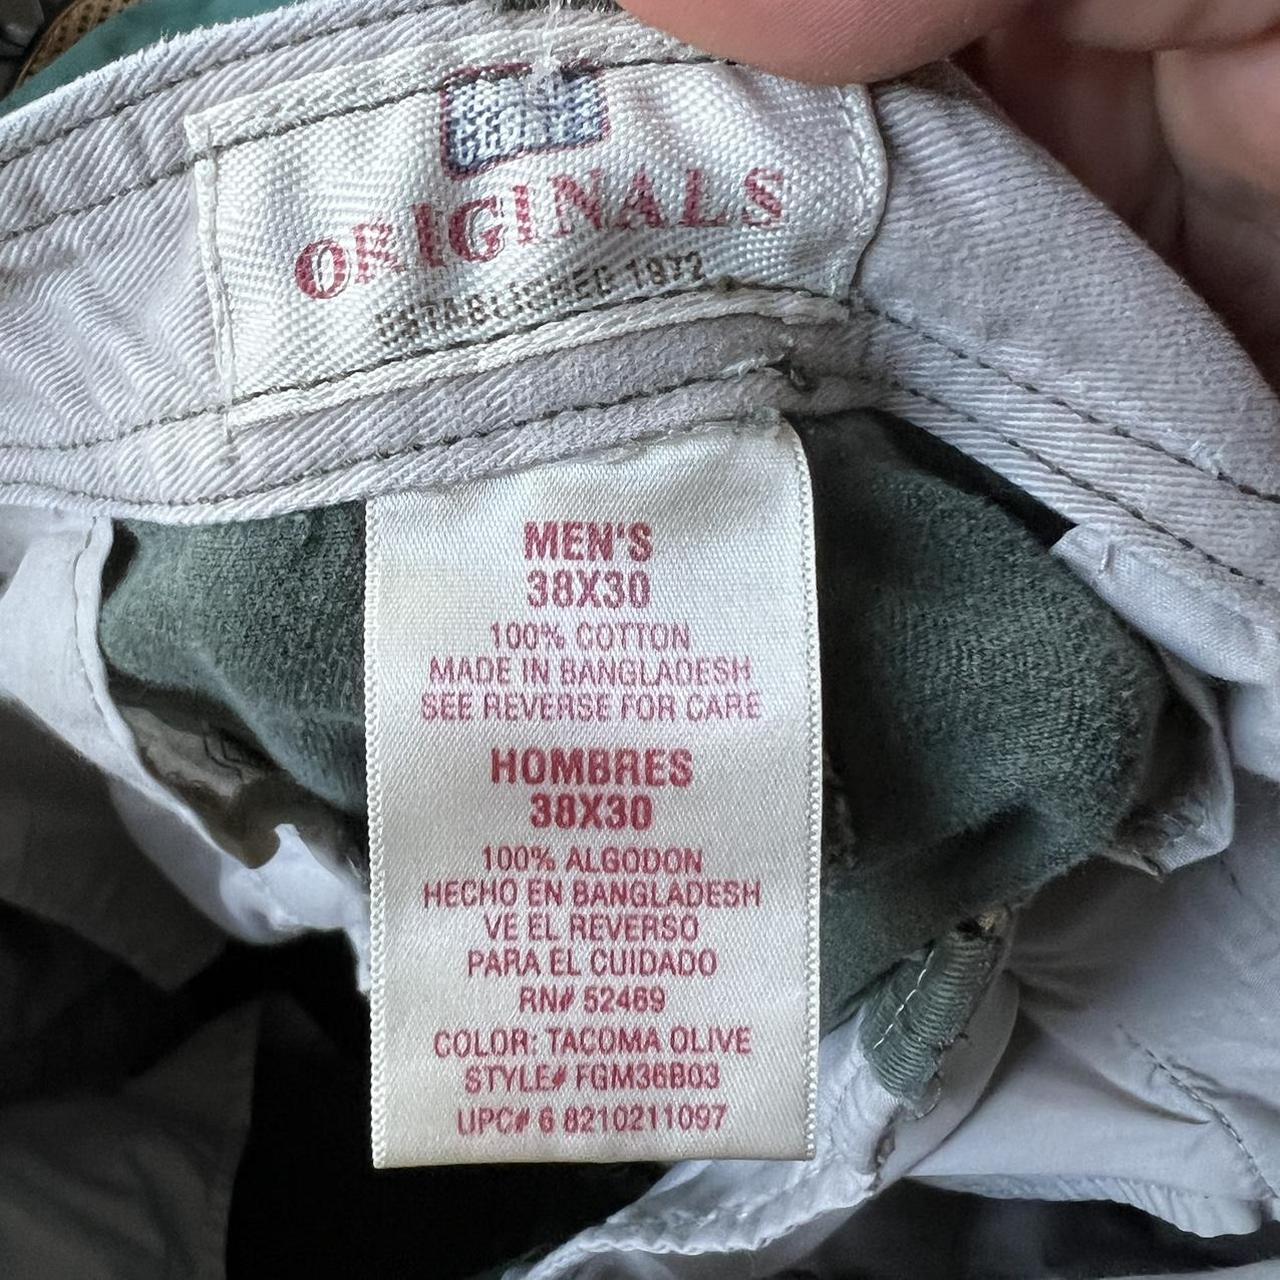 ORIGINALS
ESTABLISHED 1972
MEN'S
38X30
100% COTTON
MADE IN BANGLADESH
SEE REVERSE FOR CARE
HOMBRES
38X30
100% ALGODON
HECHO EN BANGLADESH
VE EL REVERSO
PARA EL CUIDADO
RN# 52469
COLOR: TACOMA OLIVE
STYLE# FGM36B03
UPC# 6 8210211097